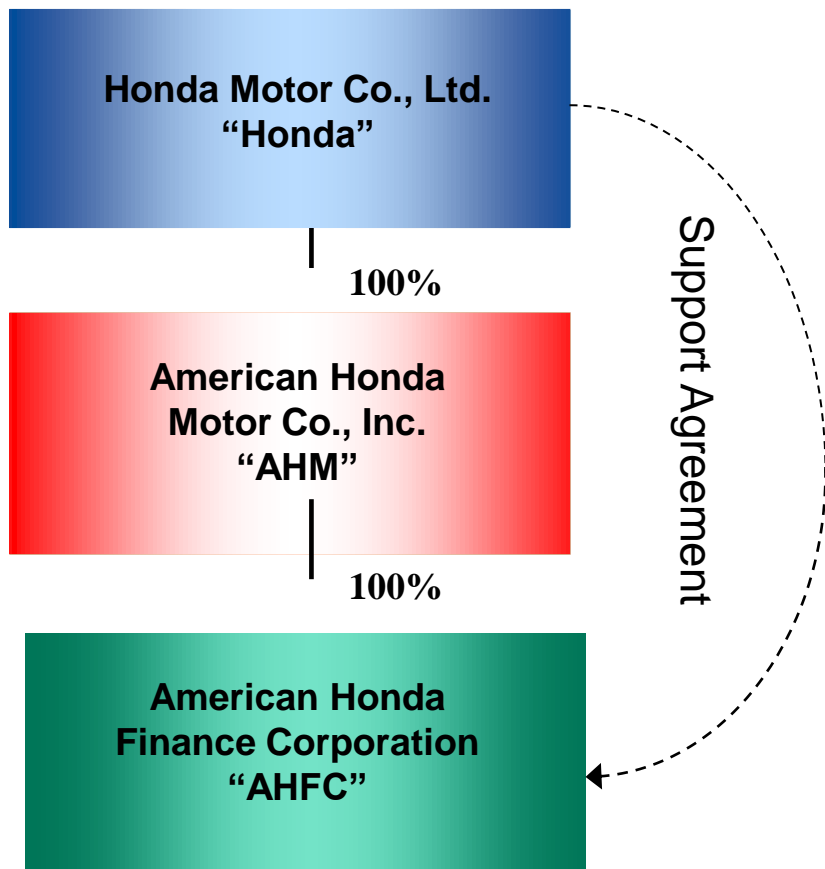 Honda Motor Co., Ltd.
“Honda”
100%
American Honda
Motor Co., Inc.
“AHM”
100%
American Honda
Finance Corporation
“AHFC”
Support Agreement